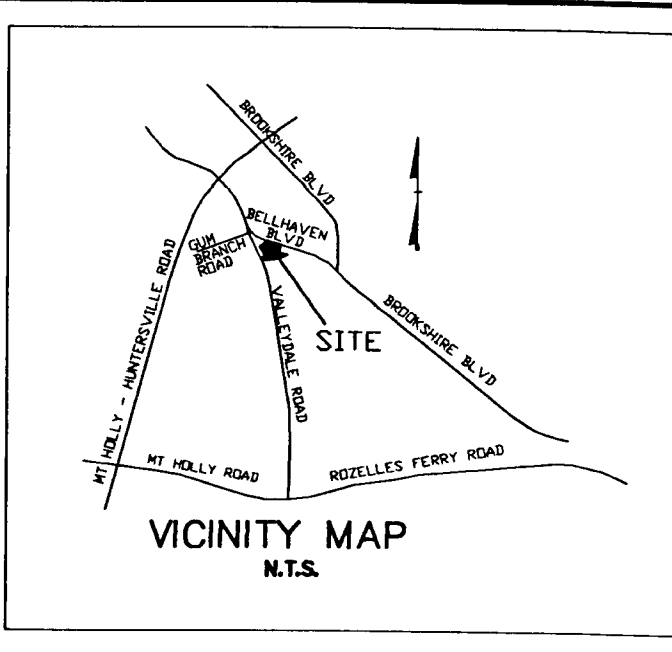 BROOKSHIRE BLVD
BELLHAVEN
BLVD
GUM
BRANCH
ROAD
MT HOLLY - HUNTERSVILLE ROAD
VALLEYDALE ROAD
SITE
BROOKSHIRE BLVD
MT HOLLY ROAD
ROZELLES FERRY ROAD
VICINITY MAP
N.T.S.